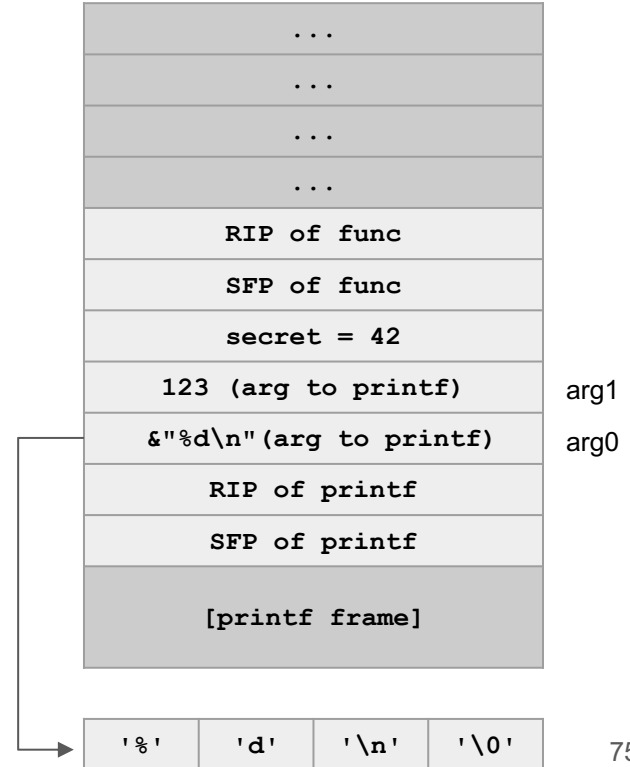 ...
...
...
...
RIP of func
SFP of func
secret = 42
123 (arg to printf) arg1
&"%d\n"(arg to printf) arg0
RIP of printf
SFP of printf
[printf frame]
'%' 'd' '\n' '\0' 75